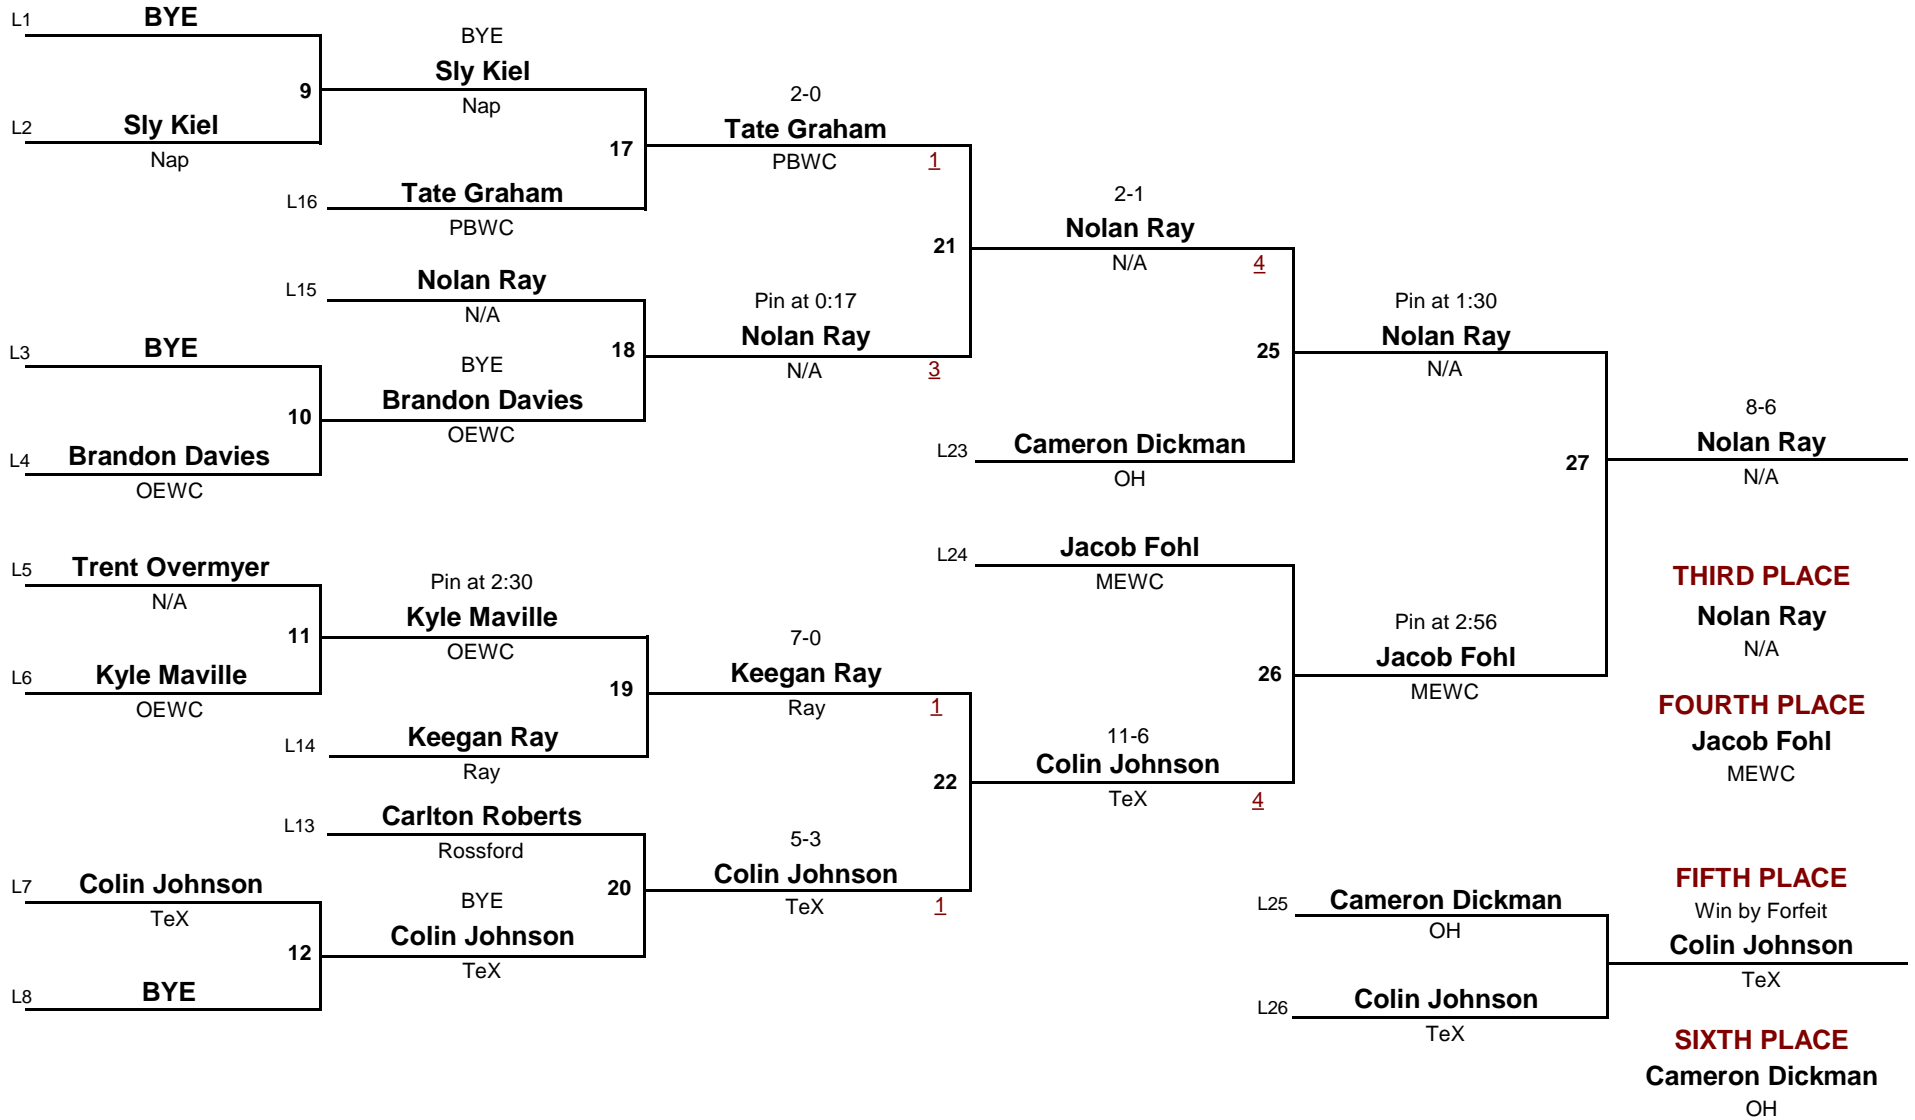 L1
BYE
9
L2
Sly Kiel
Nap
BYE
Sly Kiel
Nap
17
L16
Tate Graham
PBWC
2-0
Tate Graham
PBWC
1
21
L15
Nolan Ray
N/A
18
L3
BYE
10
L4
Brandon Davies
OEWC
BYE
Brandon Davies
OEWC
Pin at 0:17
Nolan Ray
N/A
3
2-1
Nolan Ray
N/A
4
25
L23
Cameron Dickman
OH
Pin at 1:30
Nolan Ray
N/A
27
8-6
Nolan Ray
N/A
L5
Trent Overmyer
N/A
11
L6
Kyle Maville
OEWC
Pin at 2:30
Kyle Maville
OEWC
19
L14
Keegan Ray
Ray
7-0
Keegan Ray
Ray
1
22
L13
Carlton Roberts
Rossford
20
L7
Colin Johnson
TeX
12
L8
BYE
BYE
Colin Johnson
TeX
5-3
Colin Johnson
TeX
1
L24
Jacob Fohl
MEWC
26
11-6
Colin Johnson
TeX
4
Pin at 2:56
Jacob Fohl
MEWC
THIRD PLACE
Nolan Ray
N/A
FOURTH PLACE
Jacob Fohl
MEWC
L25
Cameron Dickman
OH
L26
Colin Johnson
TeX
FIFTH PLACE
Win by Forfeit
Colin Johnson
TeX
SIXTH PLACE
Cameron Dickman
OH